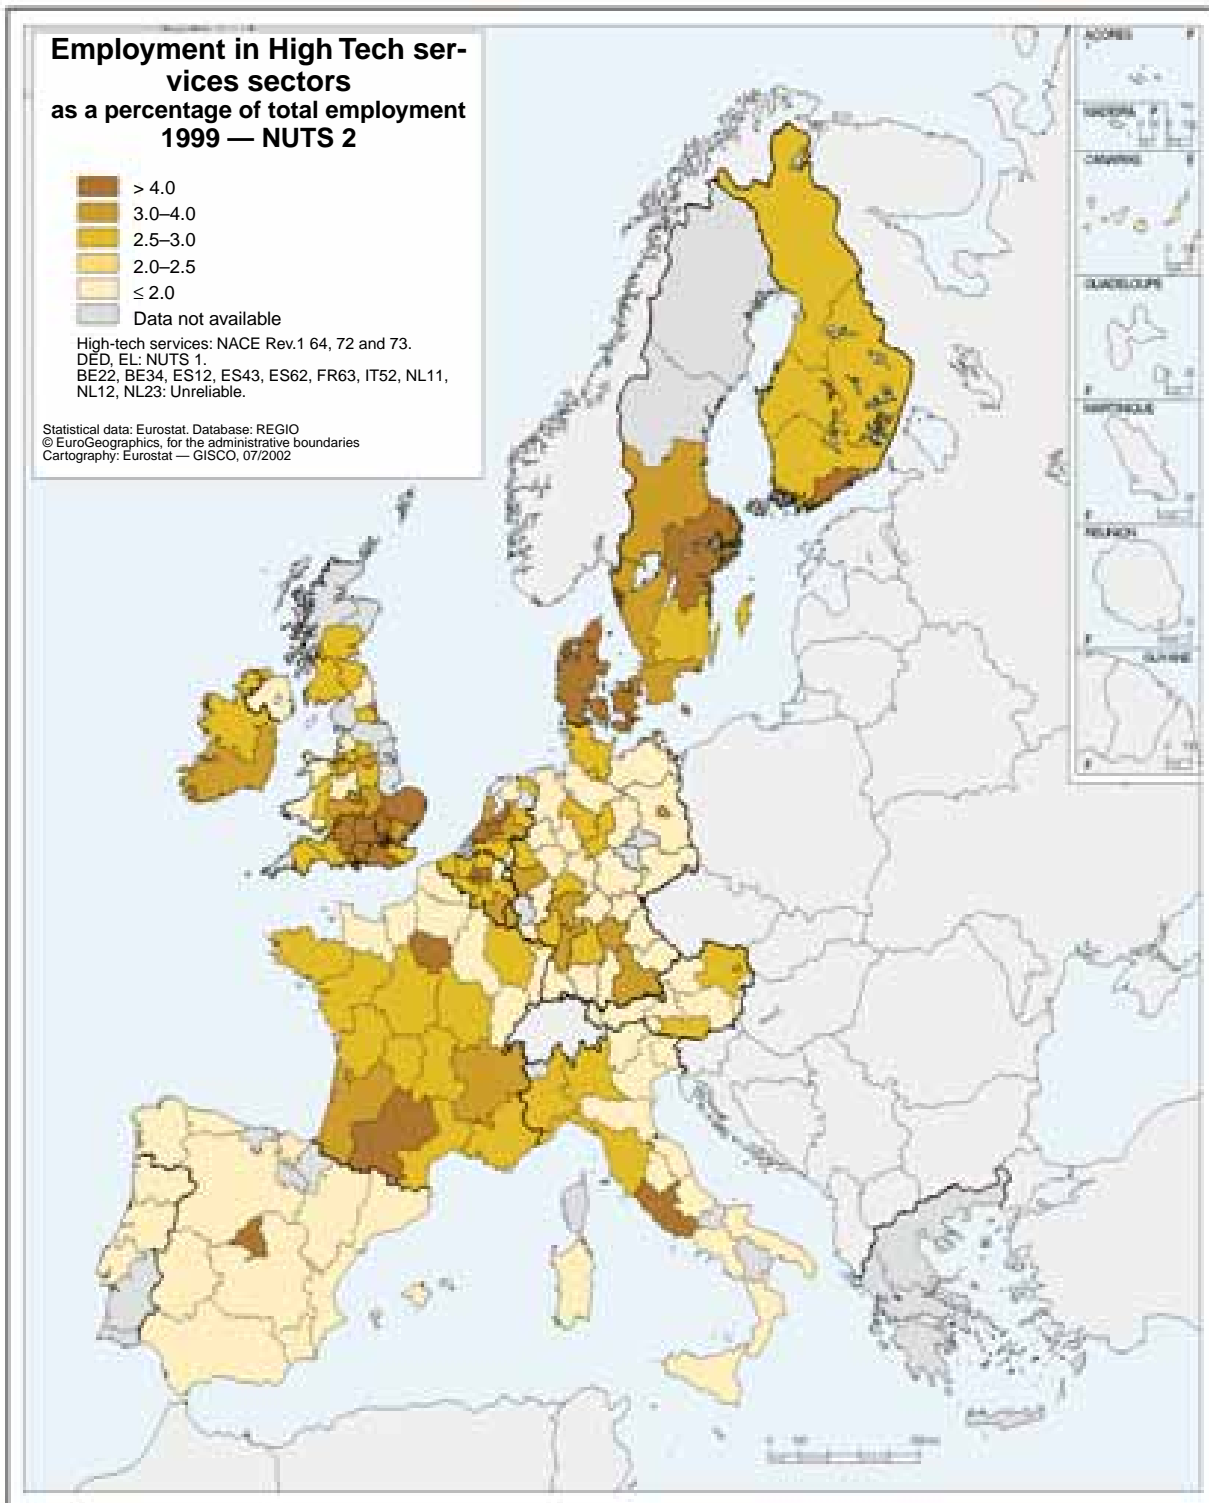 Employment in High Tech ser-
vices sectors
as a percentage of total employment
1999 — NUTS 2
> 4.0
3.0–4.0
2.5–3.0
2.0–2.5
≤ 2.0
Data not available
High-tech services: NACE Rev.1 64, 72 and 73.
DED, EL: NUTS 1.
BE22, BE34, ES12, ES43, ES62, FR63, IT52, NL11,
NL12, NL23: Unreliable.
Statistical data: Eurostat. Database: REGIO
© EuroGeographics, for the administrative boundaries
Cartography: Eurostat — GISCO, 07/2002
AÇORES P
MADEIRA P
CANARIAS E
GUADELOUPE
F
MARTINIQUE
F
REUNION
F
GUYANE
F